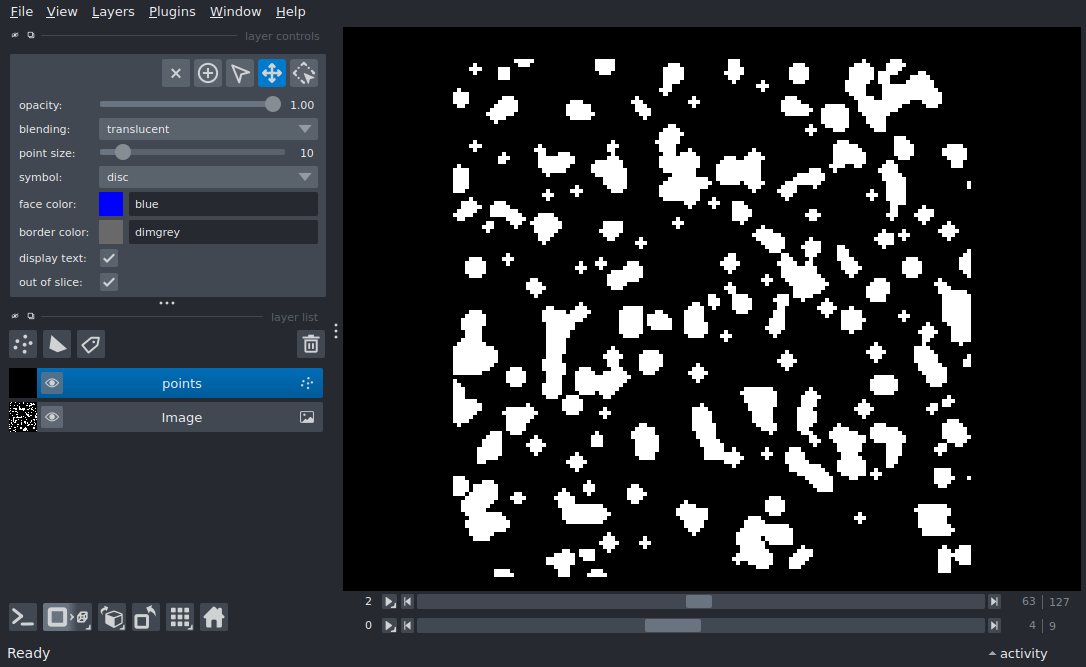 File View Layers Plugins Window Help
layer controls
opacity: 1.00
blending: translucent
point size: 10
symbol: disc
face color: blue
border color: dimgrey
display text:
out of slice:
layer list
points
Image
2 63 | 127
0 4 | 9
Ready activity